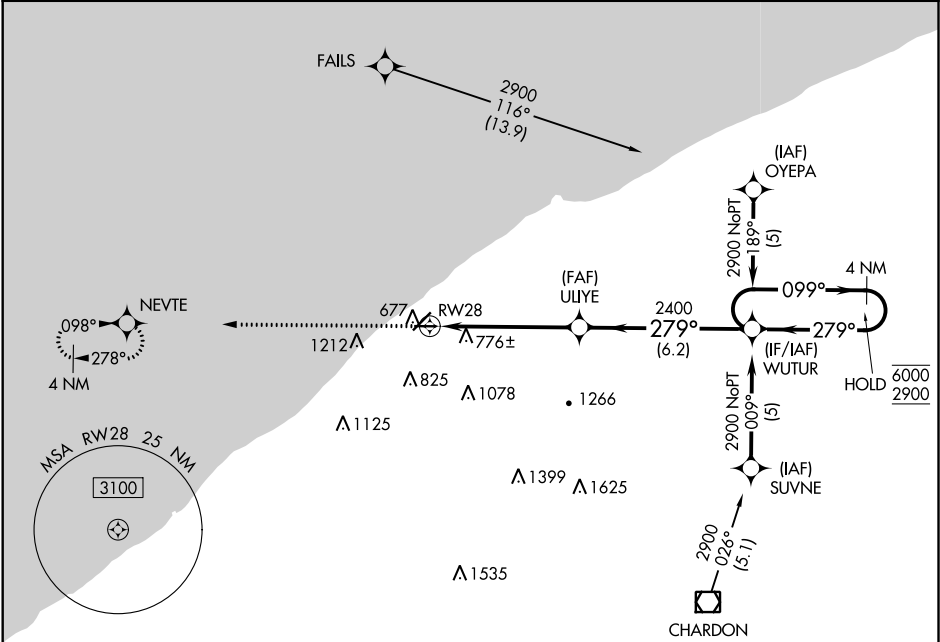 FAILS
2900
116°
(13.9)
(IAF)
OYEPA
2900 NoPT
189°
(5)
4 NM
099°
279°
NEVTE
098°
278°
4 NM
677
RW28
(FAF)
ULIYE
2400
279°
(6.2)
(IF/IAF)
WUTUR
HOLD
6000
2900
1212
776±
825
1078
1266
1125
2900 NoPT
009°
(5)
MSA RW28 25 NM
3100
1399
1625
(IAF)
SUVNE
2900
026°
(5.1)
1535
CHARDON